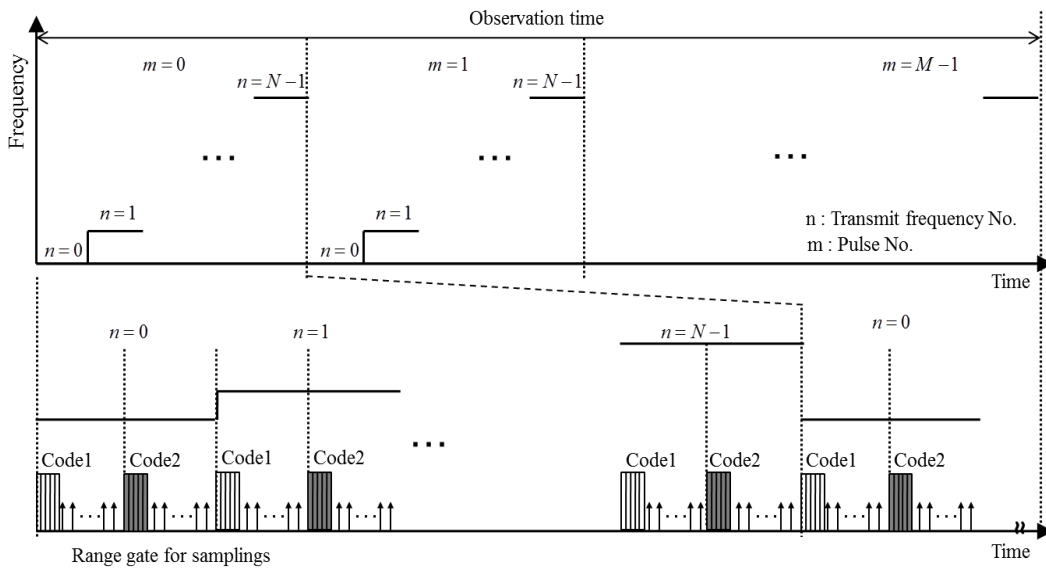 Observation time
Frequency
m = 0
n = N − 1
m = 1
n = N − 1
m = M − 1
n = 1
n = 0
n = 1
n = 0
n : Transmit frequency No.
m : Pulse No.
Time
n = 0
n = 1
n = N − 1
n = 0
Code1
Code2
Code1
Code2
Code1
Code2
Code1
Code2
Range gate for samplings
Time